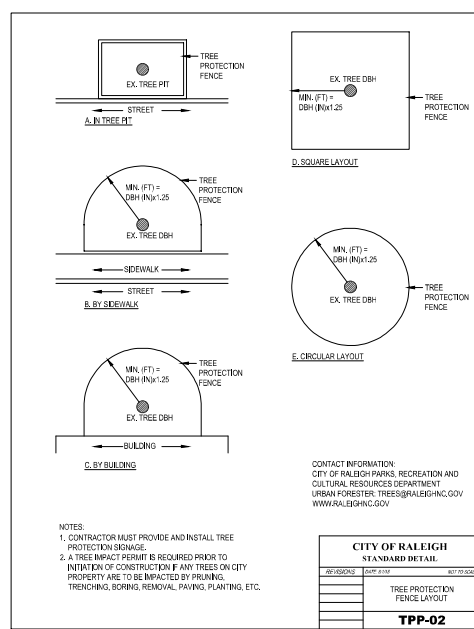 TREE
PROTECTION
FENCE
EX. TREE PIT
STREET
A. IN TREE PIT
EX. TREE DBH
MIN. (FT) =
DBH (IN)x1.25
TREE
PROTECTION
FENCE
D. SQUARE LAYOUT
MIN. (FT) =
DBH (IN)x1.25
TREE
PROTECTION
FENCE
EX. TREE DBH
SIDEWALK
STREET
B. BY SIDEWALK
MIN. (FT) =
DBH (IN)x1.25
EX. TREE DBH
TREE
PROTECTION
FENCE
E. CIRCULAR LAYOUT
MIN. (FT) =
DBH (IN)x1.25
TREE
PROTECTION
FENCE
EX. TREE DBH
BUILDING
C. BY BUILDING
CONTACT INFORMATION:
CITY OF RALEIGH PARKS, RECREATION AND
CULTURAL RESOURCES DEPARTMENT
URBAN FORESTER: TREES@RALEIGHNC.GOV
WWW.RALEIGHNC.GOV
NOTES:
1. CONTRACTOR MUST PROVIDE AND INSTALL TREE
PROTECTION SIGNAGE.
2. A TREE IMPACT PERMIT IS REQUIRED PRIOR TO
INITIATION OF CONSTRUCTION IF ANY TREES ON CITY
PROPERTY ARE TO BE IMPACTED BY PRUNING,
TRENCHING, BORING, REMOVAL, PAVING, PLANTING, ETC.
CITY OF RALEIGH
STANDARD DETAIL
REVISIONS DATE: NOT TO SCALE
TREE PROTECTION
FENCE LAYOUT
TPP-02